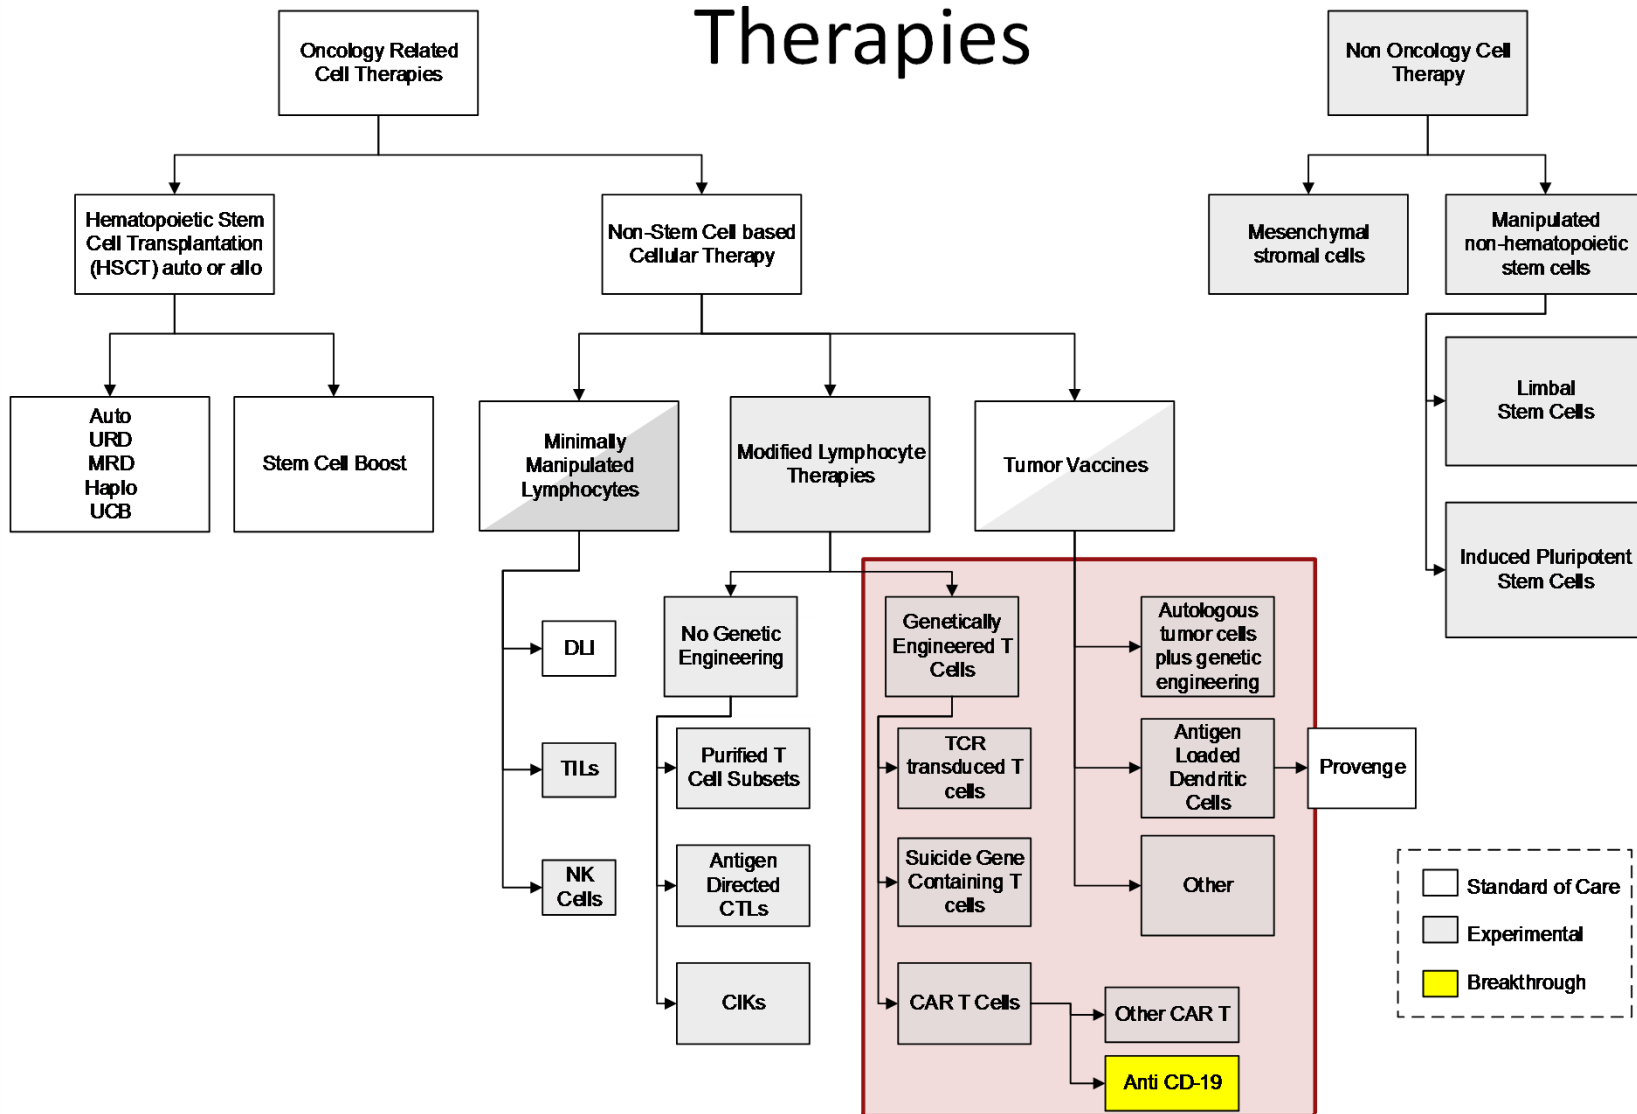 Therapies
Oncology Related
Cell Therapies
Non Oncology Cell
Therapy
Hematopoietic Stem
Cell Transplantation
(HSCT) auto or allo
Non-Stem Cell based
Cellular Therapy
Mesenchymal
stromal cells
Manipulated
non-hematopoietic
stem cells
Auto
URD
MRD
Haplo
UCB
Stem Cell Boost
Minimally
Manipulated
Lymphocytes
Modified Lymphocyte
Therapies
Tumor Vaccines
Limbal
Stem Cells
Induced Pluripotent
Stem Cells
DLI
TILs
NK
Cells
No Genetic
Engineering
Purified T
Cell Subsets
Antigen
Directed
CTLs
CIKs
Genetically
Engineered T
Cells
TCR
transduced T
cells
Suicide Gene
Containing T
cells
CAR T Cells
Other CAR T
Anti CD-19
Autologous
tumor cells
plus genetic
engineering
Antigen
Loaded
Dendritic
Cells
Provenge
Other
Standard of Care
Experimental
Breakthrough